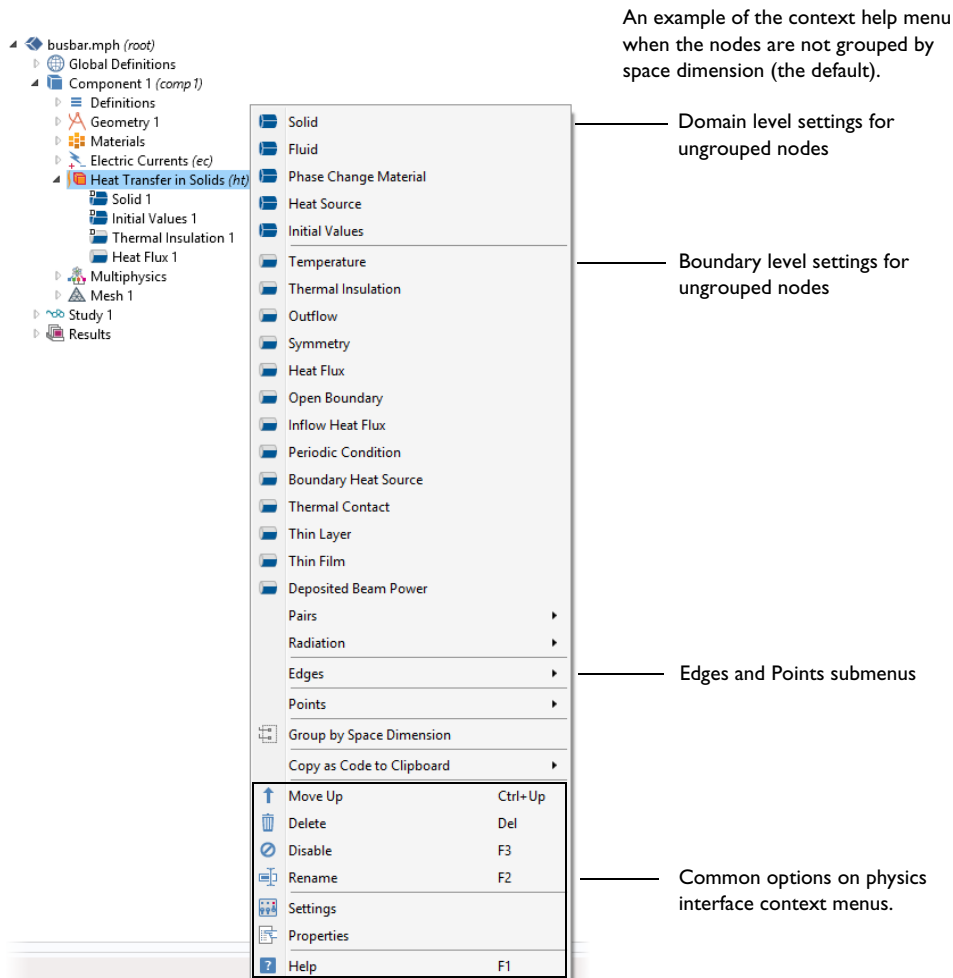 An example of the context help menu
when the nodes are not grouped by
space dimension (the default).
busbar.mph (root)
Global Definitions
Component 1 (comp1)
Definitions
Geometry 1
Materials
Electric Currents (ec)
Heat Transfer in Solids (ht)
Solid 1
Initial Values 1
Thermal Insulation 1
Heat Flux 1
Multiphysics
Mesh 1
Study 1
Results
Solid
Fluid
Phase Change Material
Heat Source
Initial Values
Temperature
Thermal Insulation
Outflow
Symmetry
Heat Flux
Open Boundary
Inflow Heat Flux
Periodic Condition
Boundary Heat Source
Thermal Contact
Thin Layer
Thin Film
Deposited Beam Power
Pairs
Radiation
Edges
Points
Group by Space Dimension
Copy as Code to Clipboard
Move Up Ctrl+Up
Delete Del
Disable F3
Rename F2
Settings
Properties
Help F1
Domain level settings for
ungrouped nodes
Boundary level settings for
ungrouped nodes
Edges and Points submenus
Common options on physics
interface context menus.